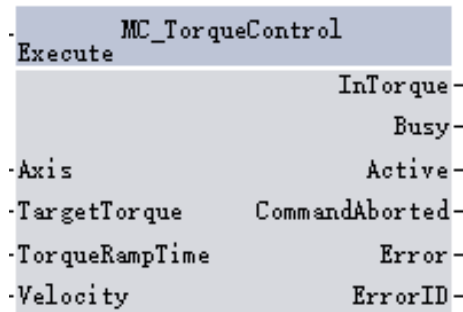 MC_TorqueControl
Execute
InTorque
Busy
Axis Active
TargetTorque CommandAborted
TorqueRampTime Error
Velocity ErrorID